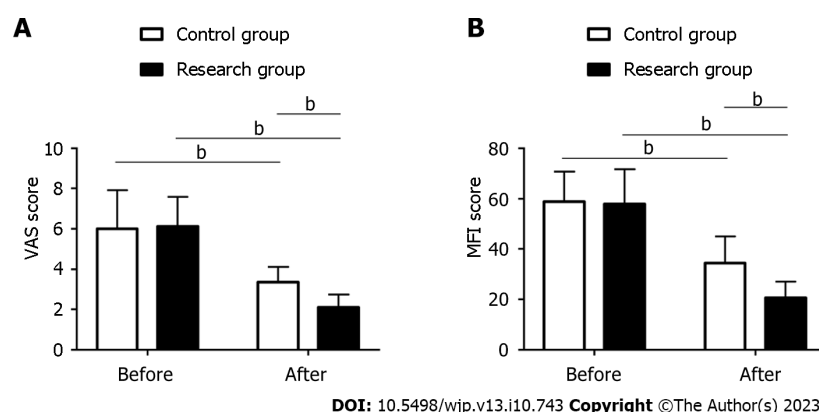 A
Control group
Research group
b
b
b
10
8
6
4
2
0
VAS score
Before
After
B
Control group
Research group
b
b
b
80
60
40
20
0
MFI score
Before
After
DOI: 10.5498/wjp.v13.i10.743 Copyright ©The Author(s) 2023